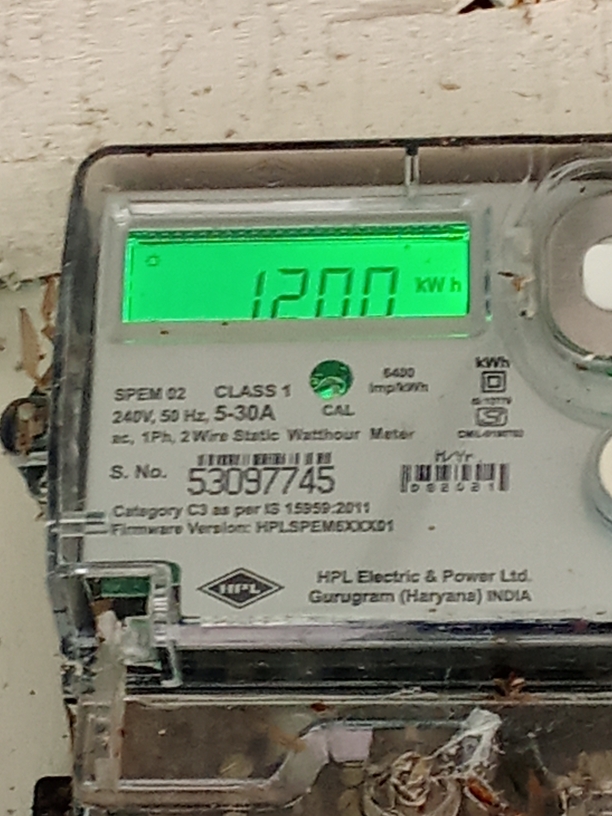 1200 kWh
SPEM 02 CLASS 1
6400
imp/kWh
kWh
240V, 50 Hz, 5-30A
CAL
ac, 1Ph, 2 Wire Static Watthour Meter
S. No. 53097745
M/Yr.
082021
Category C3 as per IS 15959:2011
Firmware Version:
HPL
HPL Electric & Power Ltd.
Gurugram (Haryana) INDIA